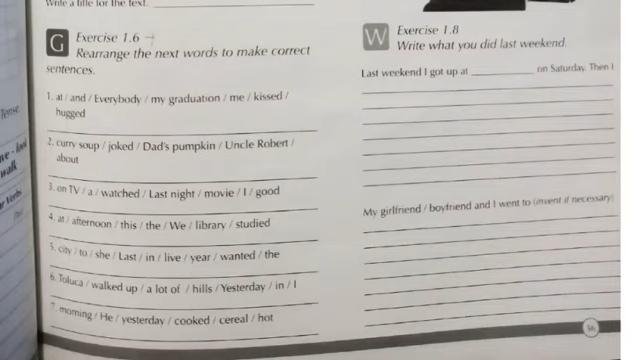 Write a title for the text.
G
Exercise 1.6
Rearrange the next words to make correct
sentences.
1. at / and / Everybody / my graduation / me / kissed /
hugged
2. curry soup / joked / Dad's pumpkin / Uncle Robert /
about
3. on TV / a / watched / Last night / movie / I / good
4. at / afternoon / this / the / We / library / studied
5. city / to / she / Last / in / live / year / wanted / the
6. Toluca / walked up / a lot of / hills / Yesterday / in / I
7. morning / He / yesterday / cooked / cereal / hot
W
Exercise 1.8
Write what you did last weekend.
Last weekend I got up at on Saturday. Then I
My girlfriend / boyfriend and I went to (invent if necessary)
Tense
walk
Verbs